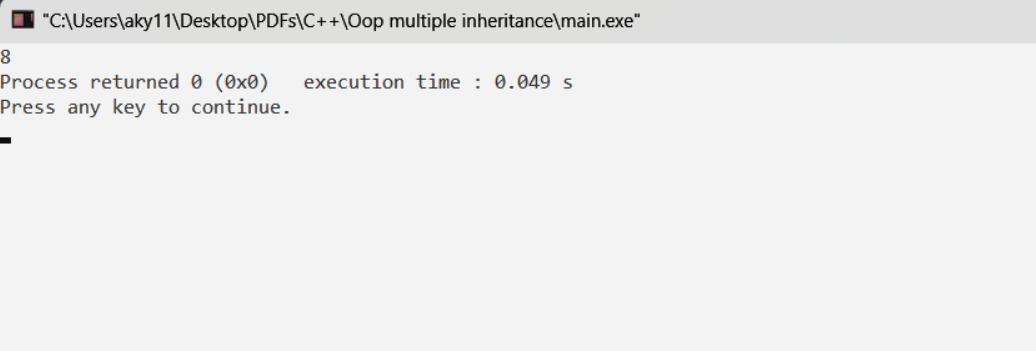 "C:\Users\aky11\Desktop\PDFs\C++\Oop multiple inheritance\main.exe"
8
Process returned 0 (0x0)   execution time : 0.049 s
Press any key to continue.